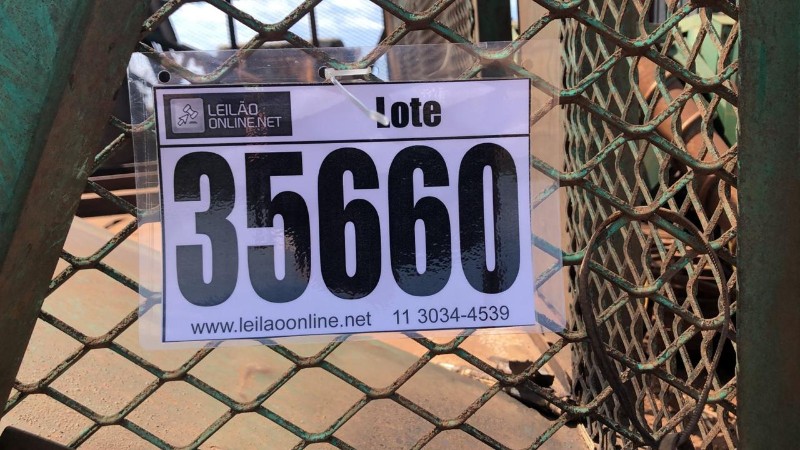 LEILÃO
ONLINE.NET
Lote
35660
www.leilaoonline.net 11 3034-4539